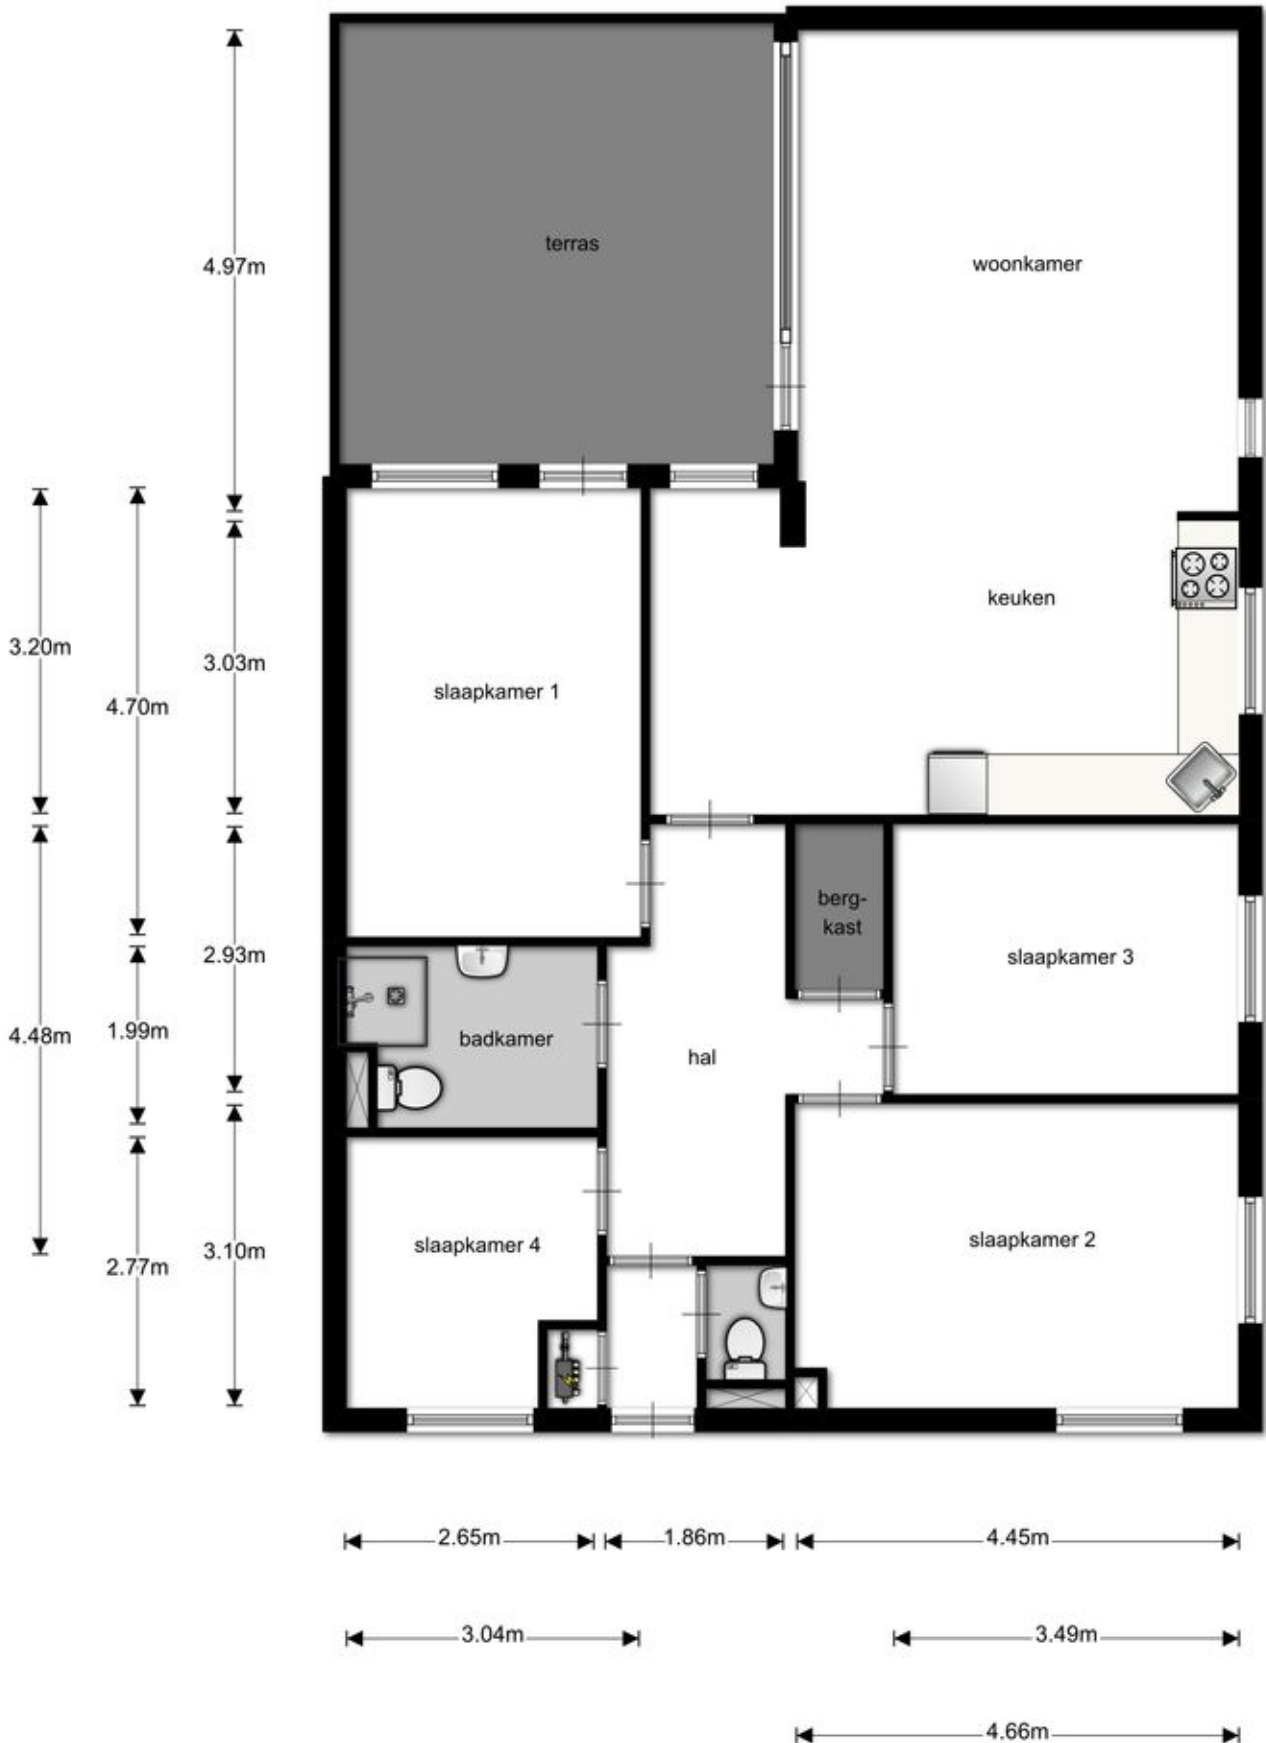 terras
woonkamer
4.97m
keuken
3.20m
3.03m
slaapkamer 1
4.70m
berg-
kast
2.93m
slaapkamer 3
4.48m
1.99m
badkamer
hal
slaapkamer 2
slaapkamer 4
3.10m
2.77m
2.65m
1.86m
4.45m
3.04m
3.49m
4.66m